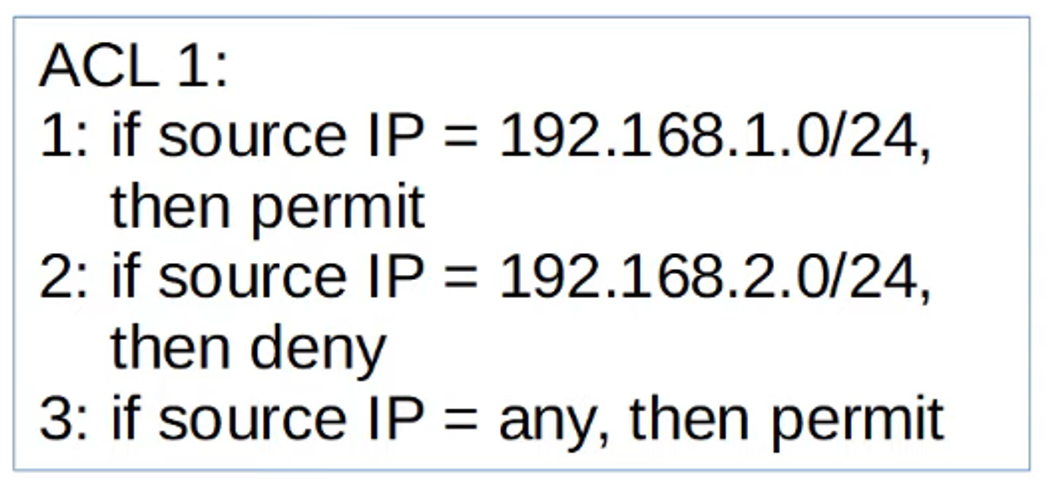 ACL 1:
1: if source IP = 192.168.1.0/24,
then permit
2: if source IP = 192.168.2.0/24,
then deny
3: if source IP = any, then permit